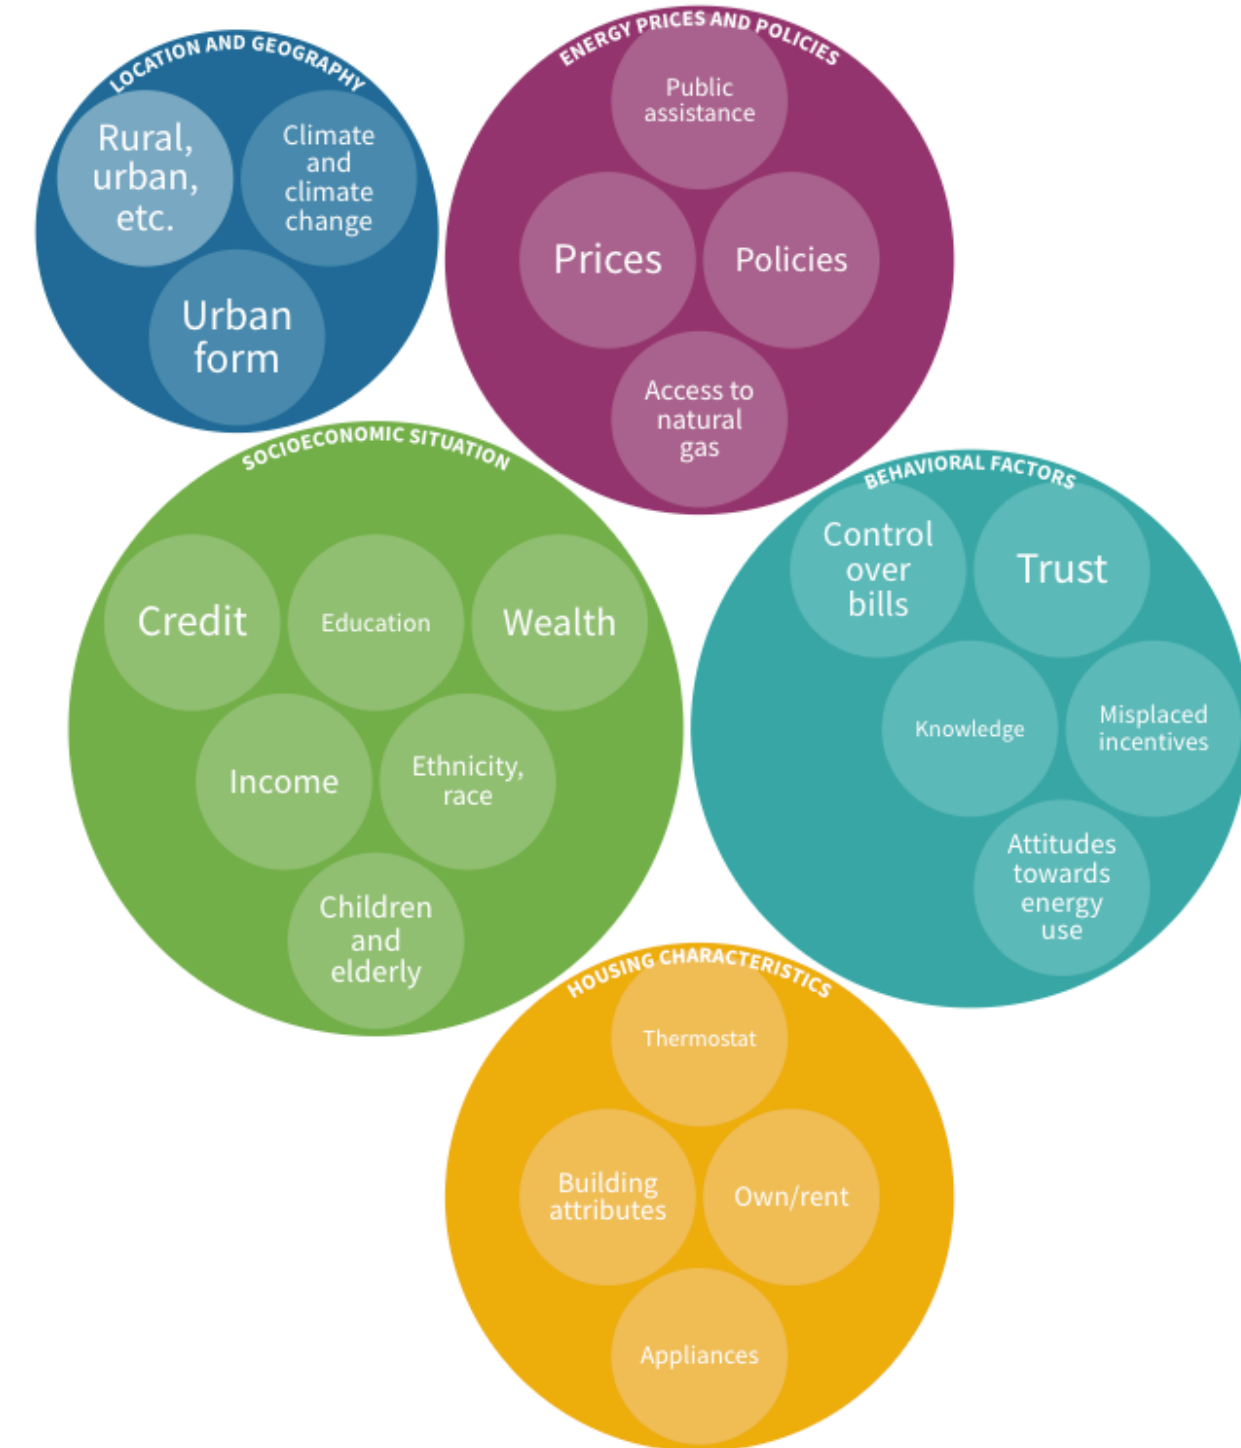 LOCATION AND GEOGRAPHY
Rural,
urban,
etc.
Climate
and
climate
change
Urban
form
ENERGY PRICES AND POLICIES
Public
assistance
Prices
Policies
Access to
natural
gas
SOCIOECONOMIC SITUATION
Credit
Education
Wealth
Income
Ethnicity,
race
Children
and
elderly
BEHAVIORAL FACTORS
Control
over
bills
Trust
Knowledge
Misplaced
incentives
Attitudes
towards
energy
use
HOUSING CHARACTERISTICS
Thermostat
Building
attributes
Own/rent
Appliances